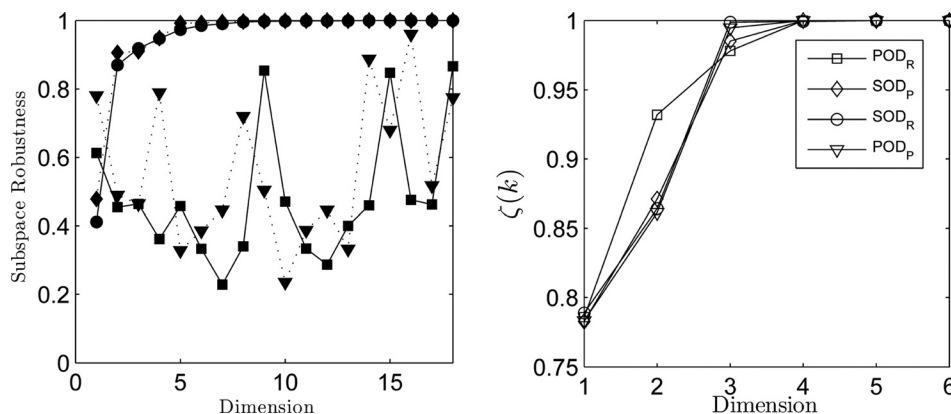 Subspace Robustness
1
0.8
0.6
0.4
0.2
0
0
5
10
15
Dimension
ζ(k)
1
0.95
0.9
0.85
0.8
0.75
1
2
3
4
5
6
Dimension
POD_R
SOD_P
SOD_R
POD_P